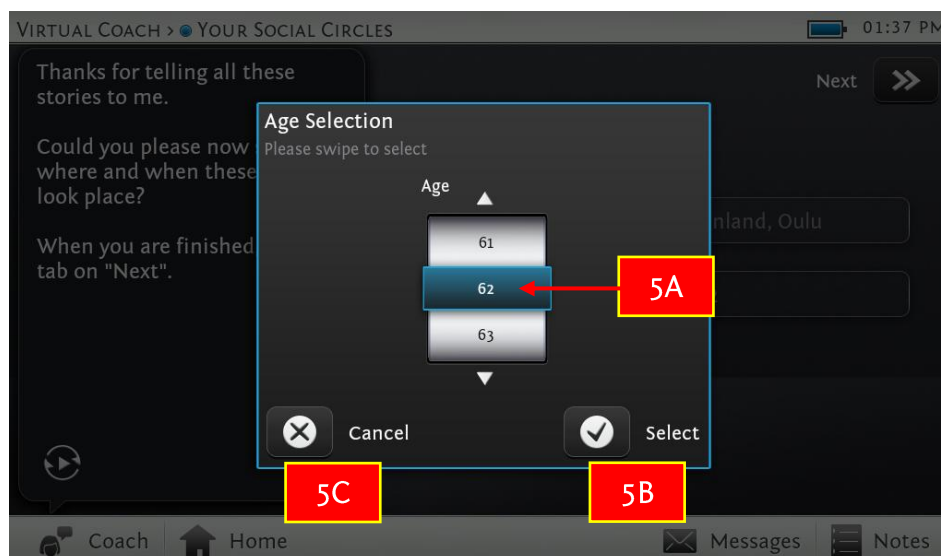 VIRTUAL COACH > YOUR SOCIAL CIRCLES
01:37 PM
Thanks for telling all these
stories to me.
Could you please now
where and when these
look place?
When you are finished
tab on "Next".
Next
Age Selection
Please swipe to select
Age
61
62
63
5A
nland, Oulu
Cancel
Select
5C
5B
Coach
Home
Messages
Notes